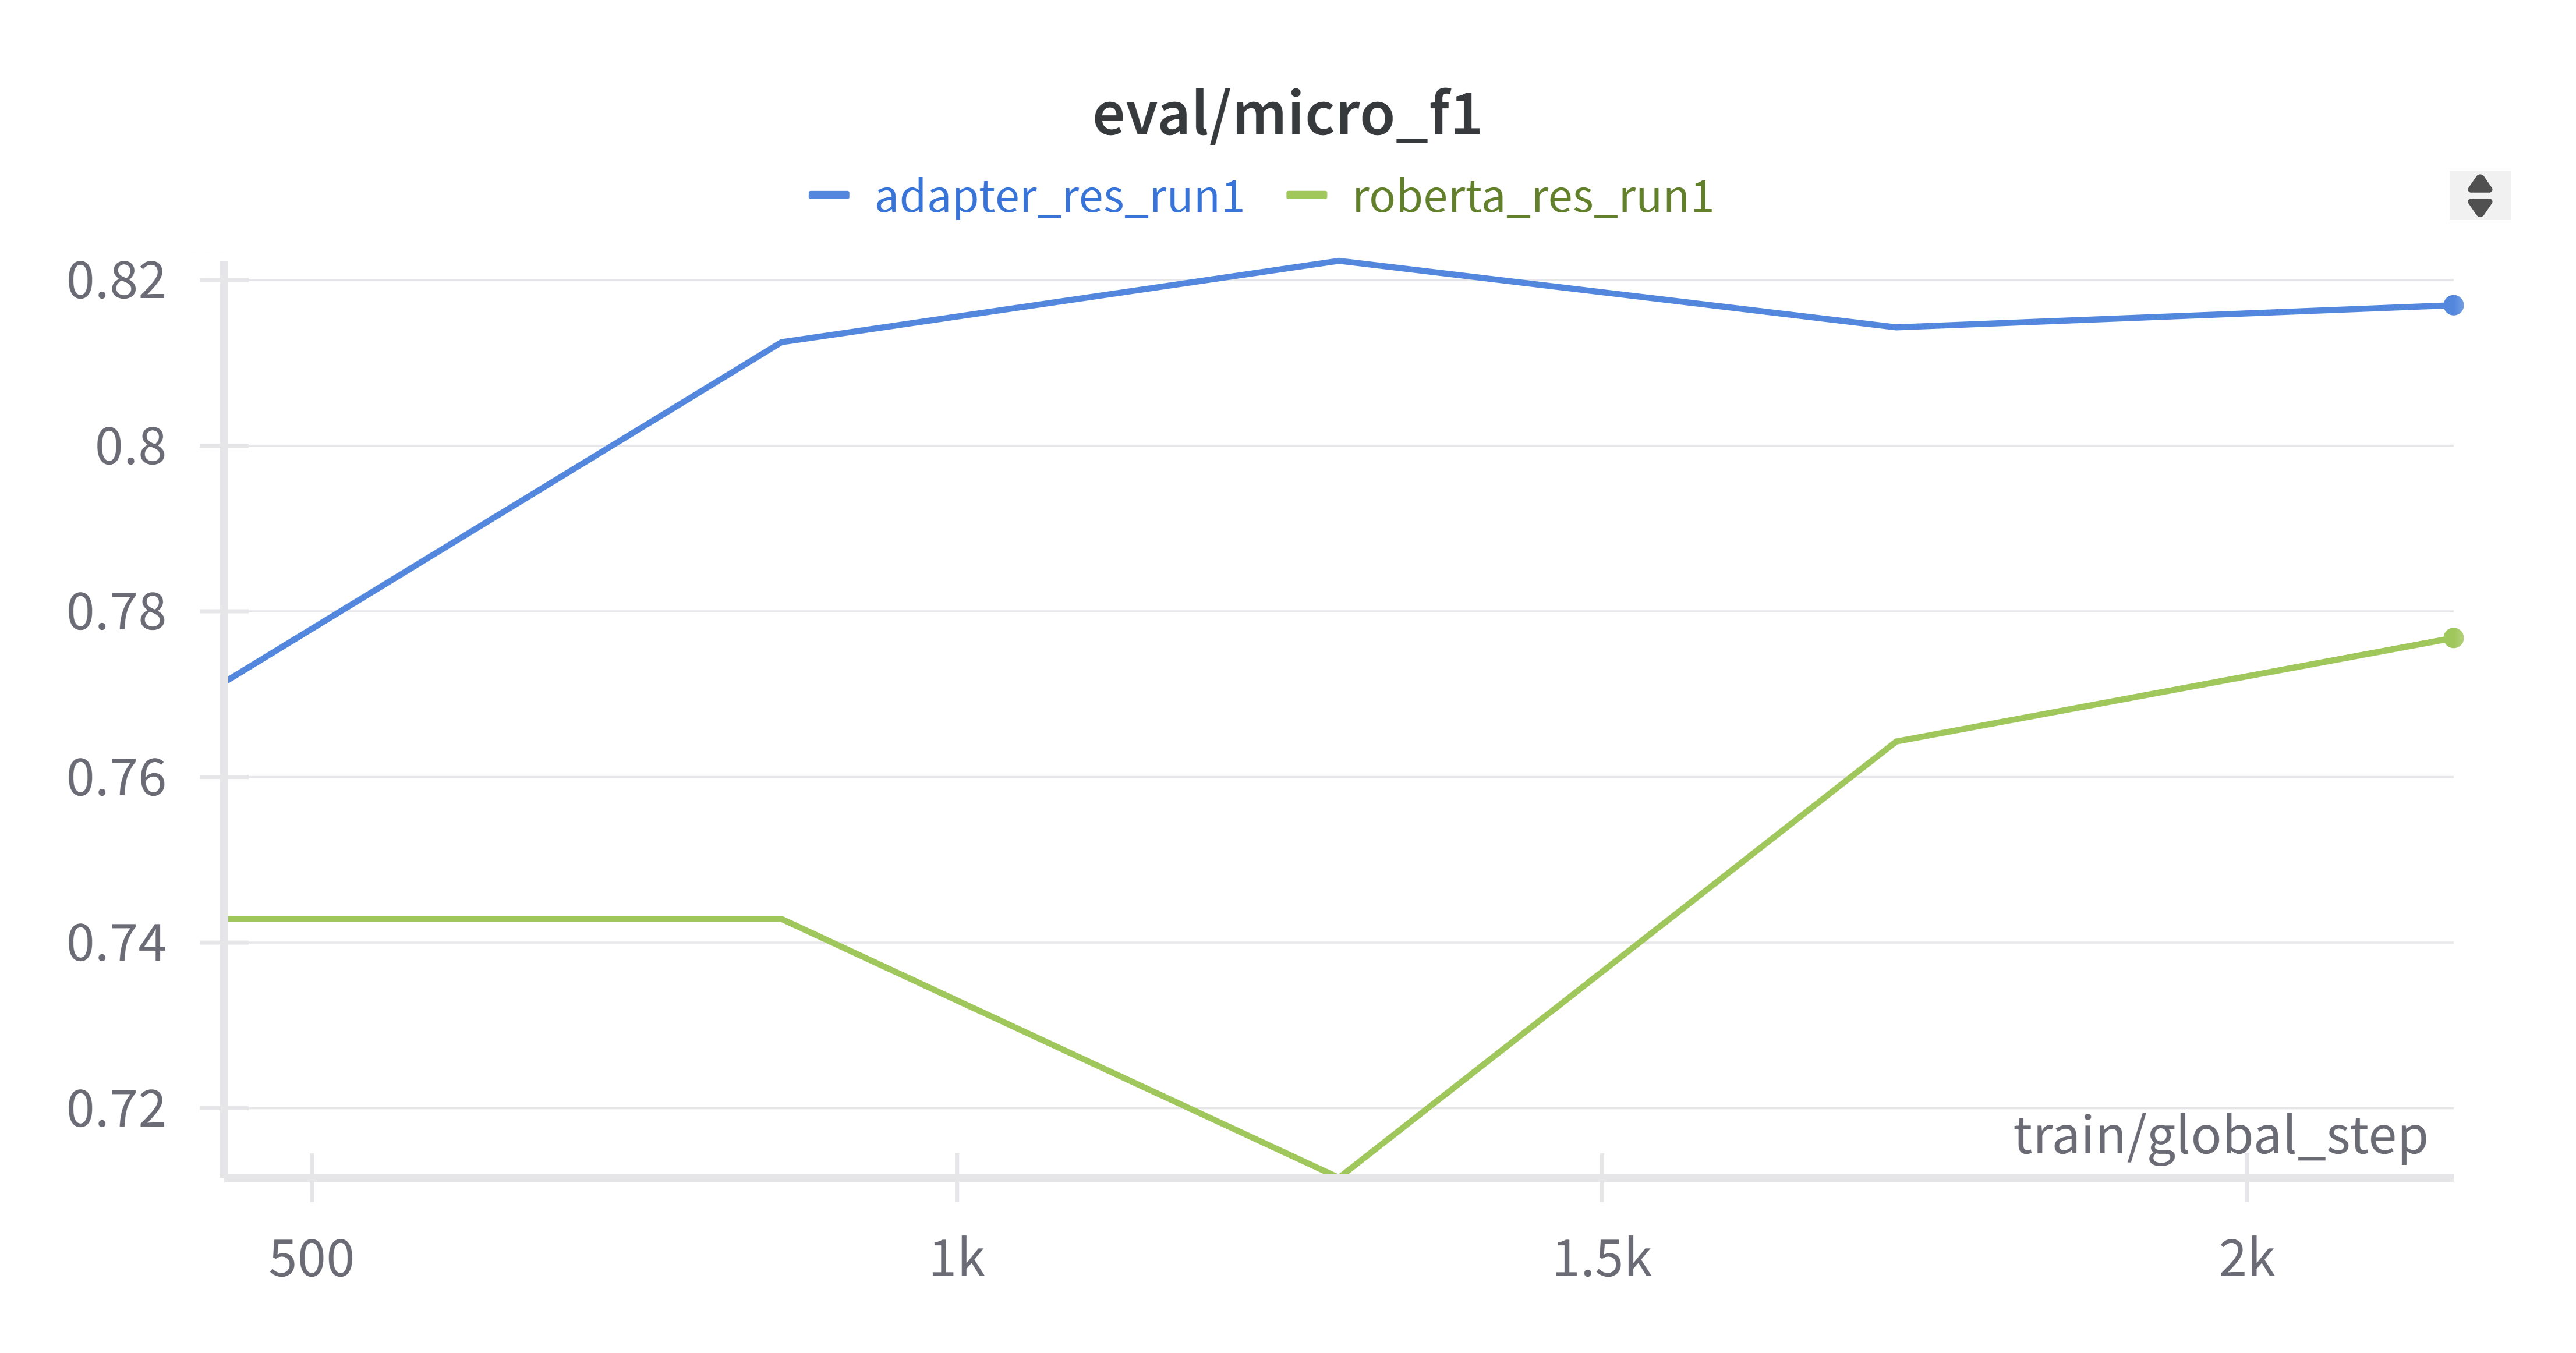 eval/micro_f1
adapter_res_run1 roberta_res_run1
0.82
0.8
0.78
0.76
0.74
0.72
train/global_step
500 1k 1.5k 2k